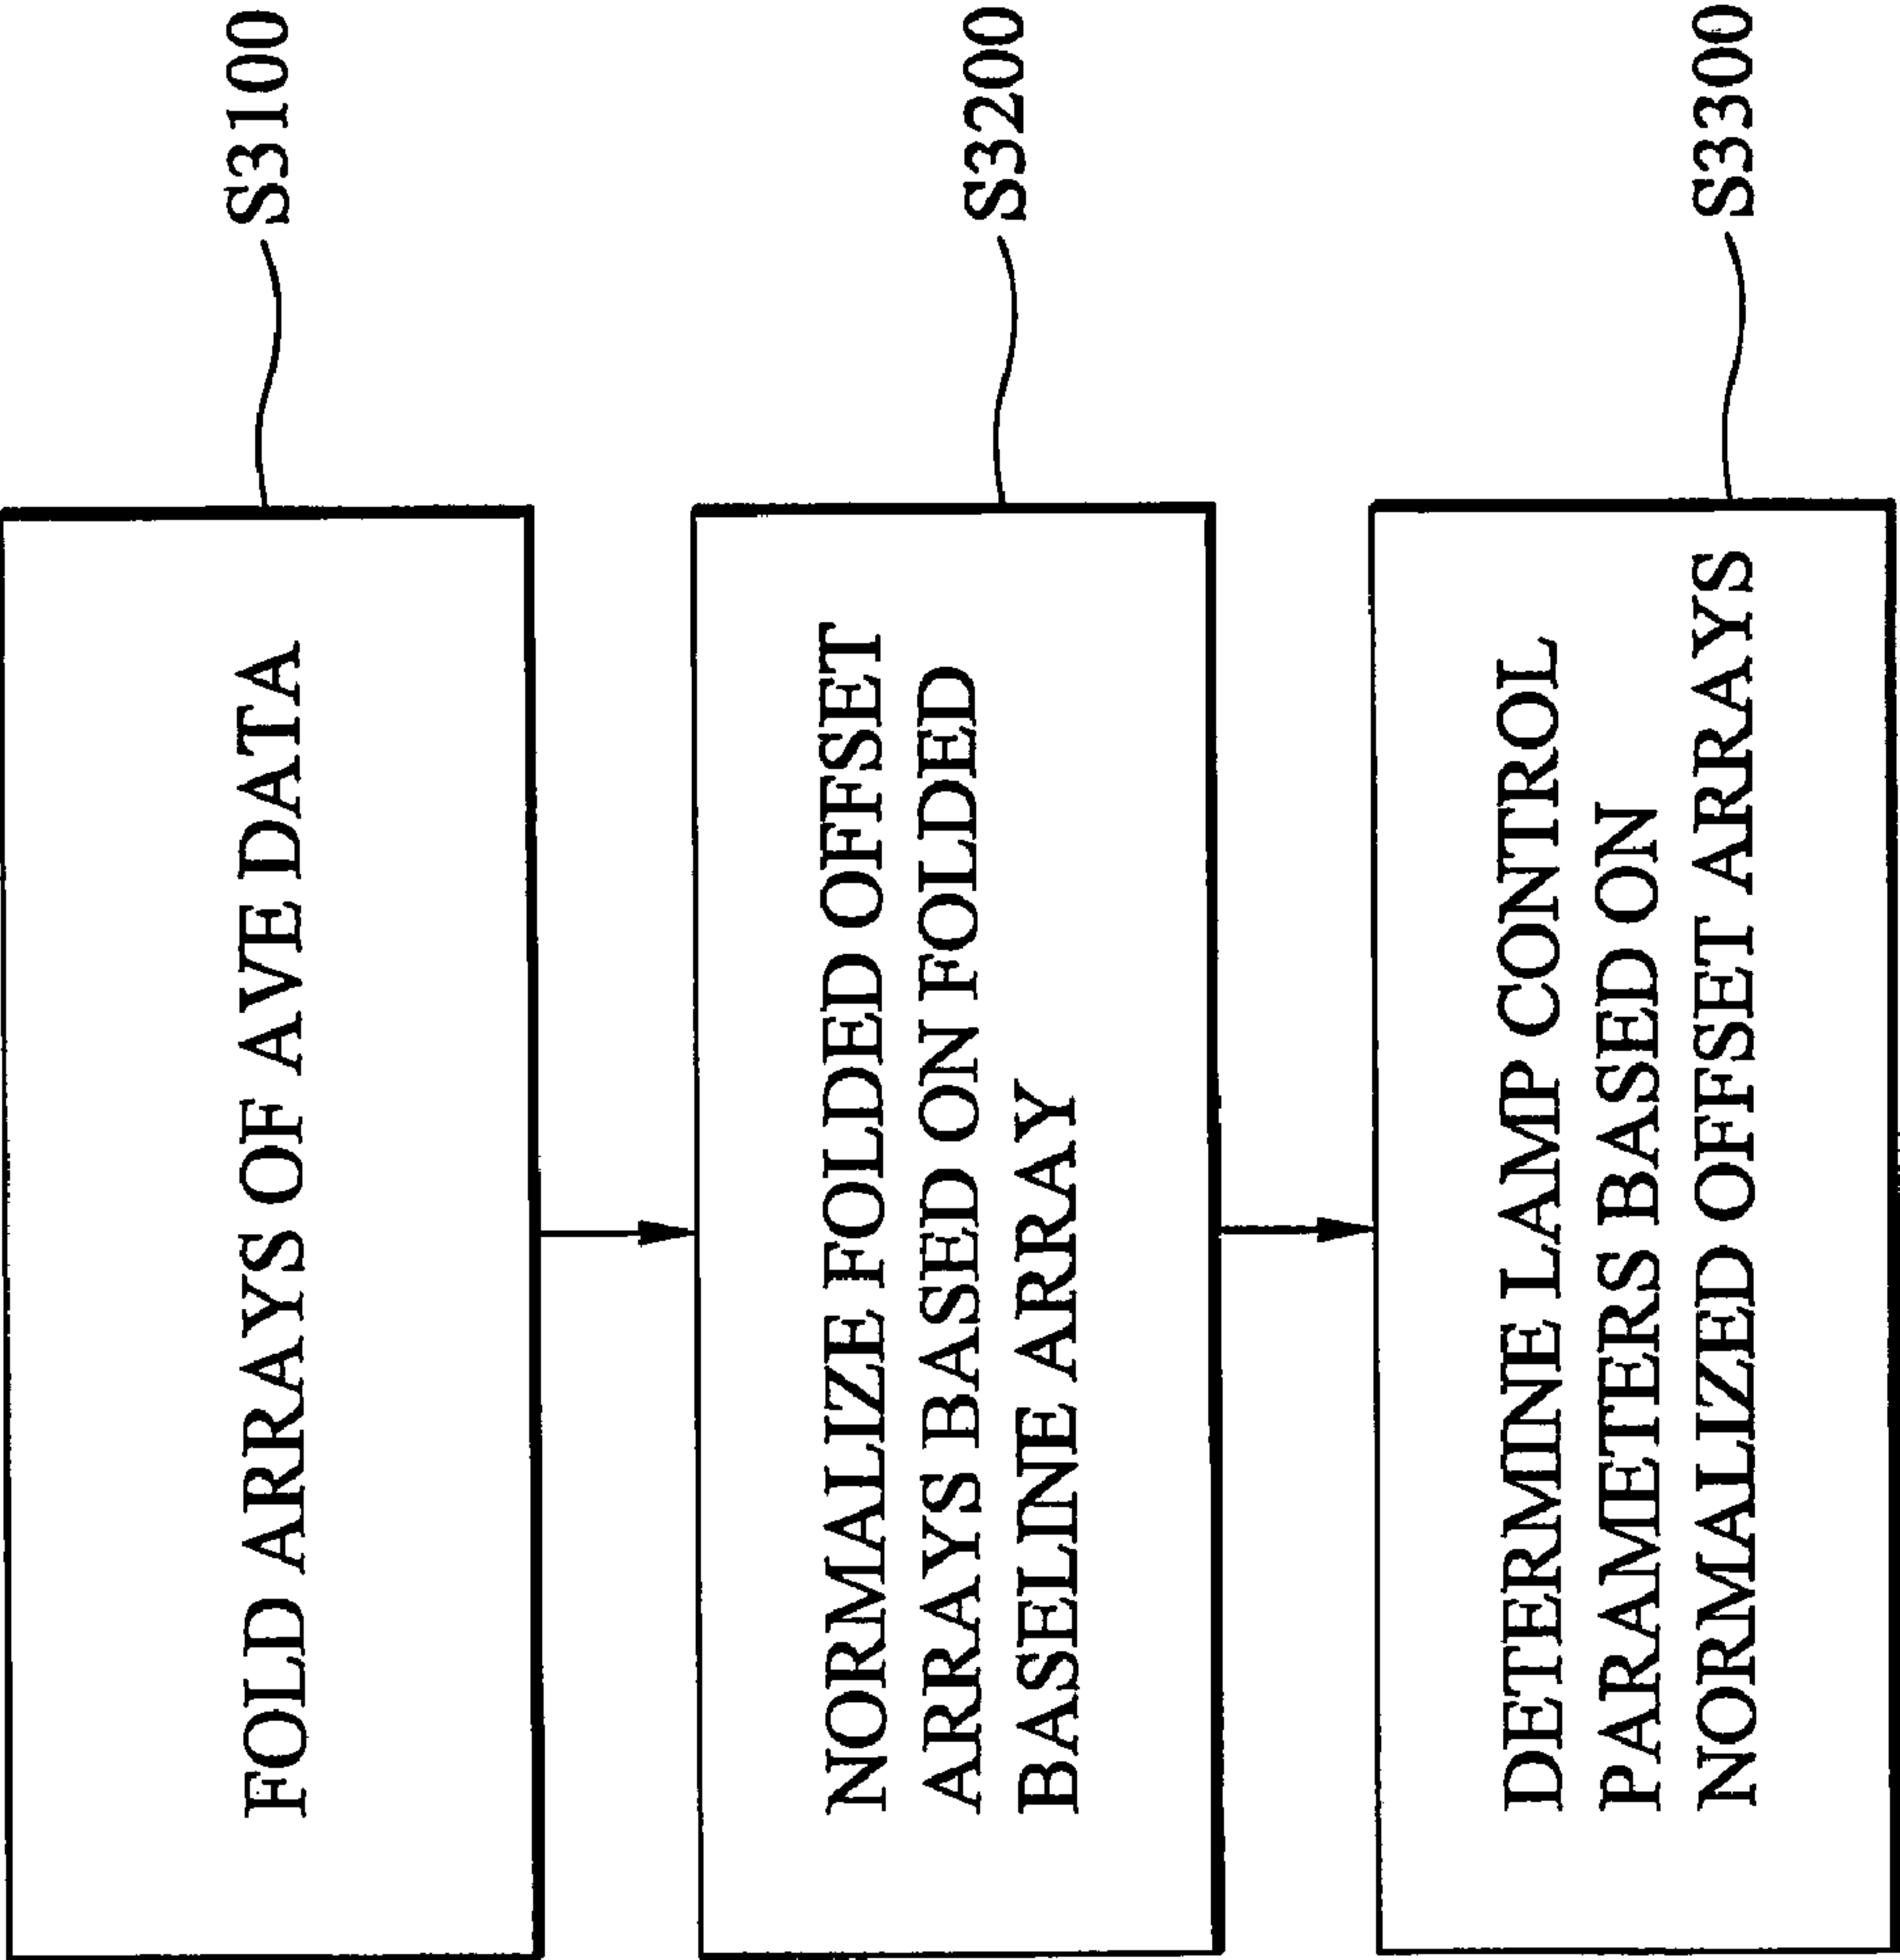 FOLD ARRAYS OF AVE DATA
S3100
NORMALIZE FOLDED OFFSET
ARRAYS BASED ON FOLDED
BASELINE ARRAY
S3200
DETERMINE LAMP CONTROL
PARAMETERS BASED ON
NORMALIZED OFFSET ARRAYS
S3300